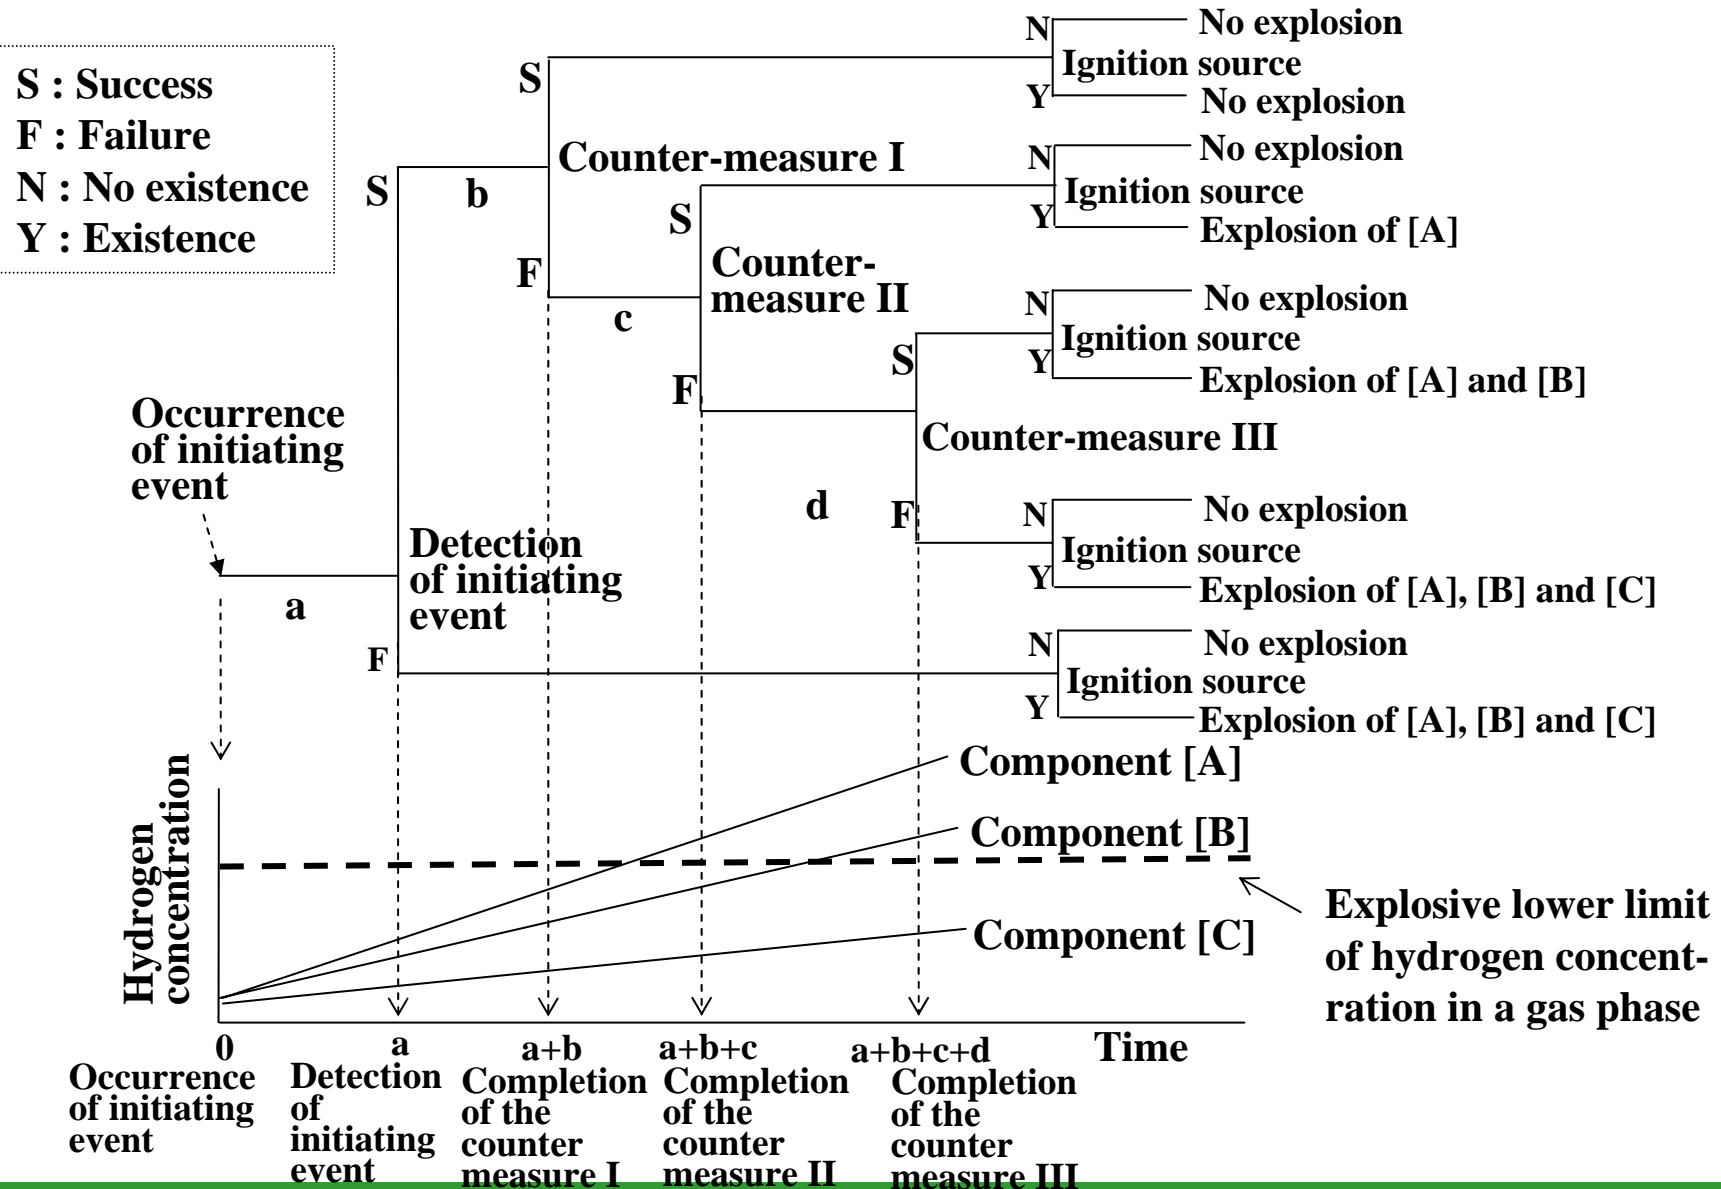 S : Success
F : Failure
N : No existence
Y : Existence
N
No explosion
Ignition source
Y
No explosion
S
Counter-measure I
N
No explosion
Ignition source
Y
Explosion of [A]
S
b
S
F
Counter-
measure II
c
N
No explosion
Ignition source
Y
Explosion of [A] and [B]
S
F
Counter-measure III
Occurrence
of initiating
event
d
F
N
No explosion
Ignition source
Y
Explosion of [A], [B] and [C]
Detection
of initiating
event
a
F
N
No explosion
Ignition source
Y
Explosion of [A], [B] and [C]
Component [A]
Component [B]
Component [C]
Hydrogen
concentration
Explosive lower limit
of hydrogen concent-
ration in a gas phase
0
a
a+b
a+b+c
a+b+c+d
Time
Occurrence
of initiating
event
Detection
of
initiating
event
Completion
of the
counter
measure I
Completion
of the
counter
measure II
Completion
of the
counter
measure III